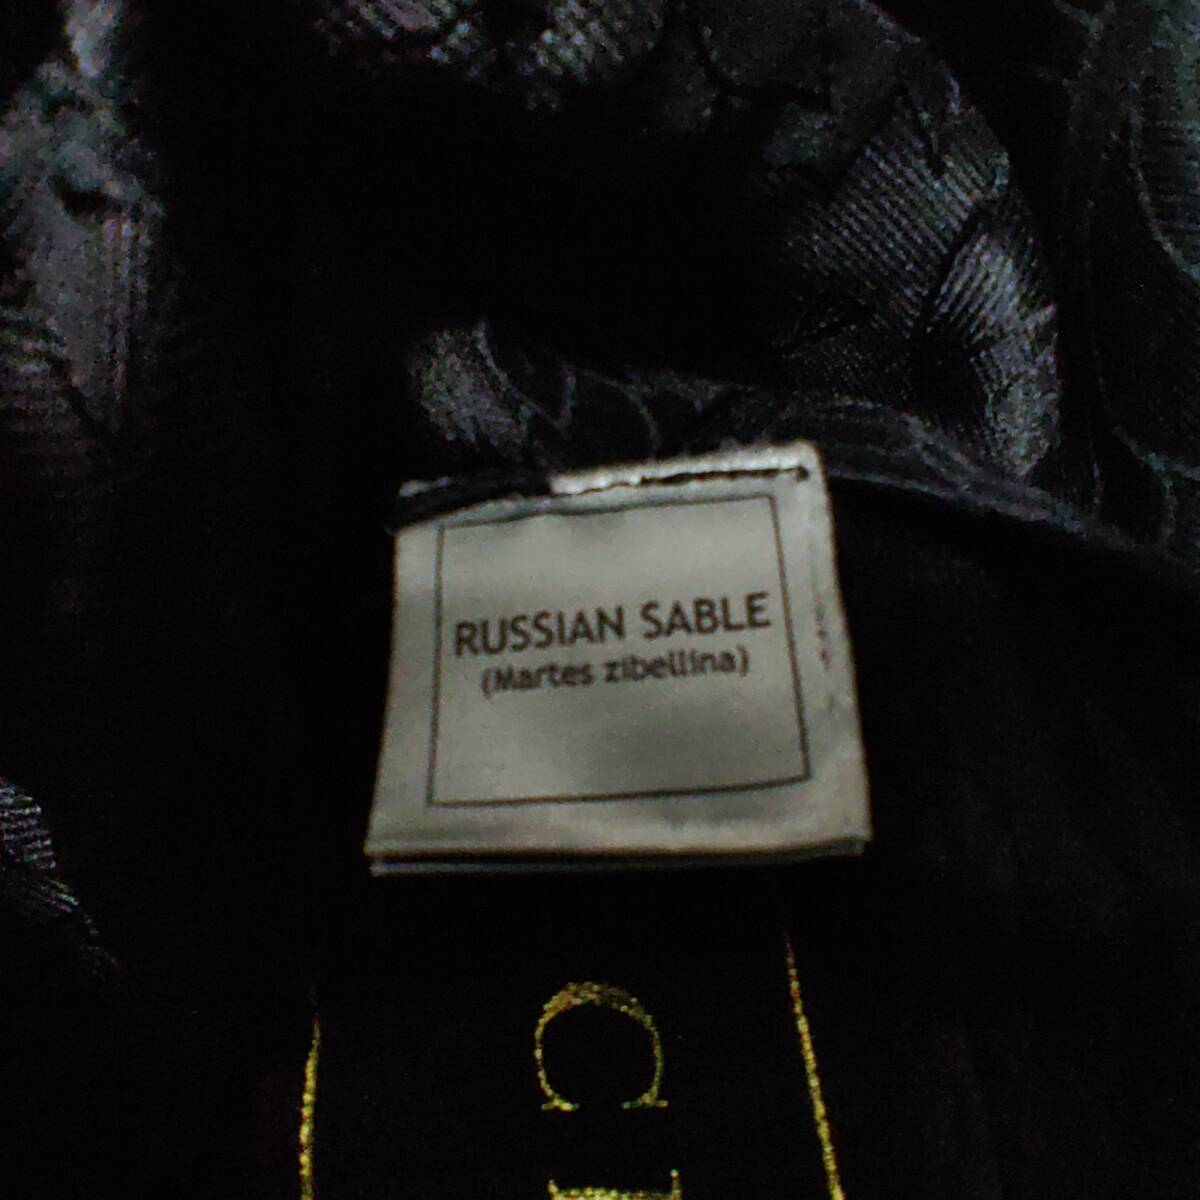 RUSSIAN SABLE
(Martes zibellina)